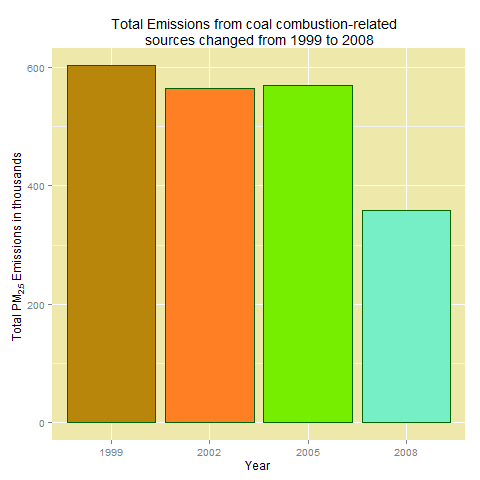 Total Emissions from coal combustion-related
sources changed from 1999 to 2008
600
400
200
0
Total PM2.5 Emissions in thousands
1999 2002 2005 2008
Year